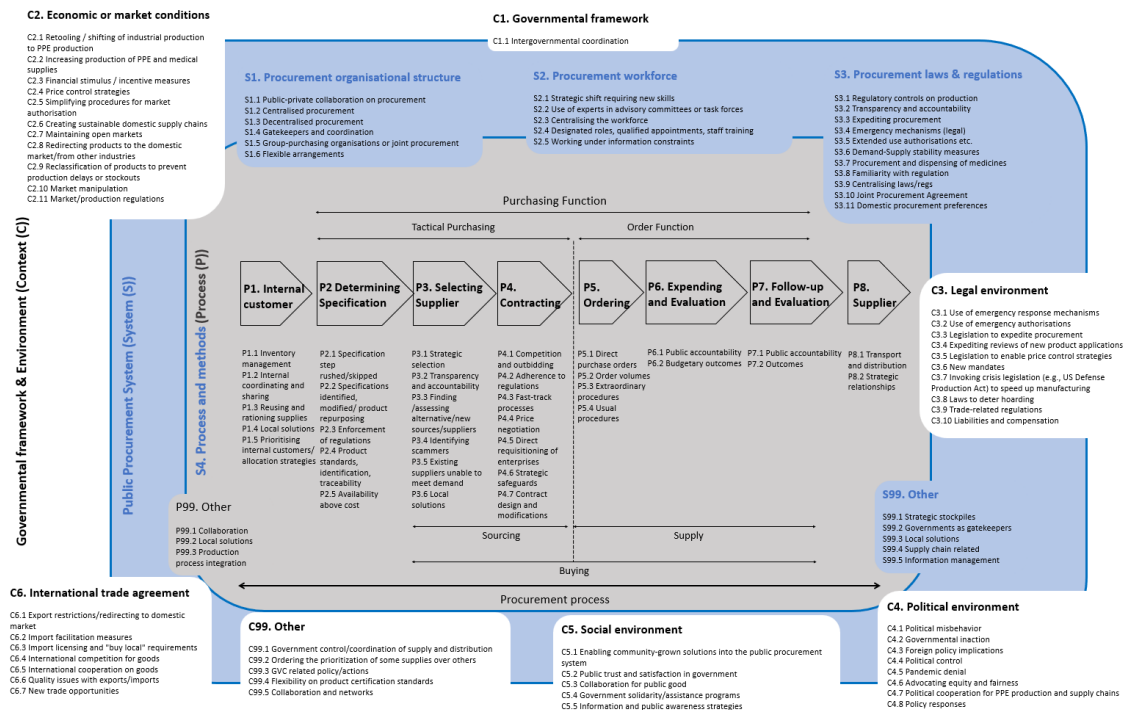 C2. Economic or market conditions
C2.1 Retooling / shifting of industrial production
to PPE production
C2.2 Increasing production of PPE and medical
supplies
C2.3 Financial stimulus / incentive measures
C2.4 Price control strategies
C2.5 Simplifying procedures for market
authorisation
C2.6 Creating sustainable domestic supply chains
C2.7 Maintaining open markets
C2.8 Redirecting products to the domestic
market/from other industries
C2.9 Reclassification of products to prevent
production delays or stockouts
C2.10 Market manipulation
C2.11 Market/production regulations
C1. Governmental framework
C1.1 Intergovernmental coordination
S1. Procurement organisational structure
S1.1 Public-private collaboration on procurement
S1.2 Centralised procurement
S1.3 Decentralised procurement
S1.4 Gatekeepers and coordination
S1.5 Group-purchasing organisations or joint procurement
S1.6 Flexible arrangements
S2. Procurement workforce
S2.1 Strategic shift requiring new skills
S2.2 Use of experts in advisory committees or task forces
S2.3 Centralising the workforce
S2.4 Designated roles, qualified appointments, staff training
S2.5 Working under information constraints
S3. Procurement laws & regulations
S3.1 Regulatory controls on production
S3.2 Transparency and accountability
S3.3 Expediting procurement
S3.4 Emergency mechanisms (legal)
S3.5 Extended use authorisations etc.
S3.6 Demand-Supply stability measures
S3.7 Procurement and dispensing of medicines
S3.8 Familiarity with regulation
S3.9 Centralising laws/regs
S3.10 Joint Procurement Agreement
S3.11 Domestic procurement preferences
Governmental framework & Environment (Context (C))
Public Procurement System (System (S))
S4. Process and methods (Process (P))
Purchasing Function
Tactical Purchasing
Order Function
P1. Internal
customer
P2 Determining
Specification
P3. Selecting
Supplier
P4.
Contracting
P5.
Ordering
P6. Expending
and Evaluation
P7. Follow-up
and Evaluation
P8.
Supplier
P1.1 Inventory
management
P1.2 Internal
coordinating and
sharing
P1.3 Reusing and
rationing supplies
P1.4 Local solutions
P1.5 Prioritising
internal customers/
allocation strategies
P2.1 Specification
step
rushed/skipped
P2.2 Specifications
identified,
modified/ product
repurposing
P2.3 Enforcement
of regulations
P2.4 Product
standards,
identification,
traceability
P2.5 Availability
above cost
P3.1 Strategic
selection
P3.2 Transparency
and accountability
P3.3 Finding
/assessing
alternative/new
sources/suppliers
P3.4 Identifying
scammers
P3.5 Existing
suppliers unable to
meet demand
P3.6 Local
solutions
P4.1 Competition
and outbidding
P4.2 Adherence to
regulations
P4.3 Fast-track
processes
P4.4 Price
negotiation
P4.5 Direct
requisitioning of
enterprises
P4.6 Strategic
safeguards
P4.7 Contract
design and
modifications
P5.1 Direct
purchase orders
P5.2 Order volumes
P5.3 Extraordinary
procedures
P5.4 Usual
procedures
P6.1 Public accountability
P6.2 Budgetary outcomes
P7.1 Public accountability
P7.2 Outcomes
P8.1 Transport
and distribution
P8.2 Strategic
relationships
Sourcing
Supply
Buying
Procurement process
C3. Legal environment
C3.1 Use of emergency response mechanisms
C3.2 Use of emergency authorisations
C3.3 Legislation to expedite procurement
C3.4 Expediting reviews of new product applications
C3.5 Legislation to enable price control strategies
C3.6 New mandates
C3.7 Invoking crisis legislation (e.g., US Defense
Production Act) to speed up manufacturing
C3.8 Laws to deter hoarding
C3.9 Trade-related regulations
C3.10 Liabilities and compensation
P99. Other
P99.1 Collaboration
P99.2 Local solutions
P99.3 Production
process integration
S99. Other
S99.1 Strategic stockpiles
S99.2 Governments as gatekeepers
S99.3 Local solutions
S99.4 Supply chain related
S99.5 Information management
C6. International trade agreement
C6.1 Export restrictions/redirecting to domestic
market
C6.2 Import facilitation measures
C6.3 Import licensing and "buy local" requirements
C6.4 International competition for goods
C6.5 International cooperation on goods
C6.6 Quality issues with exports/imports
C6.7 New trade opportunities
C99. Other
C99.1 Government control/coordination of supply and distribution
C99.2 Ordering the prioritization of some supplies over others
C99.3 GVC related policy/actions
C99.4 Flexibility on product certification standards
C99.5 Collaboration and networks
C5. Social environment
C5.1 Enabling community-grown solutions into the public procurement
system
C5.2 Public trust and satisfaction in government
C5.3 Collaboration for public good
C5.4 Government solidarity/assistance programs
C5.5 Information and public awareness strategies
C4. Political environment
C4.1 Political misbehavior
C4.2 Governmental inaction
C4.3 Foreign policy implications
C4.4 Political control
C4.5 Pandemic denial
C4.6 Advocating equity and fairness
C4.7 Political cooperation for PPE production and supply chains
C4.8 Policy responses